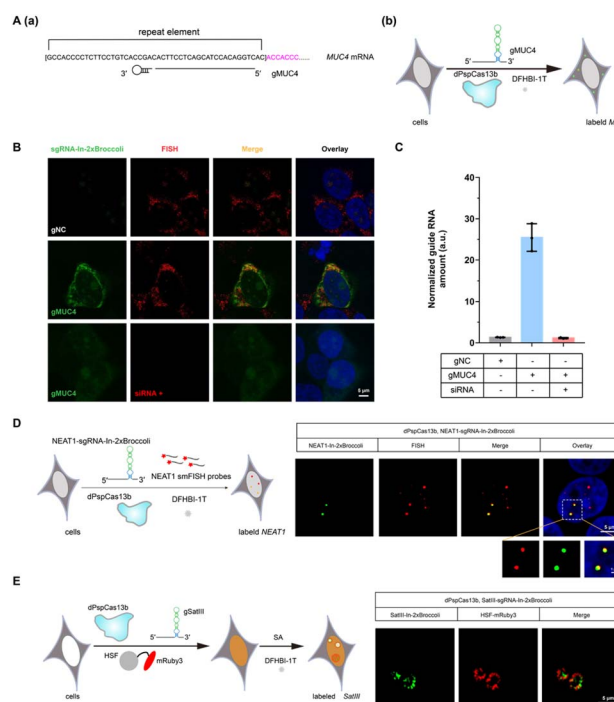 A (a)
repeat element
[GCCACCCCTCTTCCTGTCACCGACACTTCCTCAGCATCCACAGGTCAC]ACCACCC......
MUC4 mRNA
3' 5' gMUC4
(b)
gMUC4
5' 3'
dPspCas13b DFHBI-1T
cells
labeled M
B
sgRNA-In-2xBroccoli FISH Merge Overlay
gNC
gMUC4
gMUC4 siRNA +
5 μm
C
Normalized guide RNA
amount (a.u.)
40
30
20
10
0
gNC + - -
gMUC4 - + +
siRNA - - +
D
NEAT1-sgRNA-In-2xBroccoli
5' 3'
NEAT1 smFISH probes
dPspCas13b DFHBI-1T
cells
labeld NEAT1
dPspCas13b, NEAT1-sgRNA-In-2xBroccoli
NEAT1-In-2xBroccoli FISH Merge Overlay
5 μm
E
dPspCas13b
gSatIII
5' 3'
HSF mRuby3
SA
DFHBI-1T
cells
labeled SatIII
dPspCas13b, SatIII-sgRNA-In-2xBroccoli
SatIII-In-2xBroccoli HSF-mRuby3 Merge
5 μm